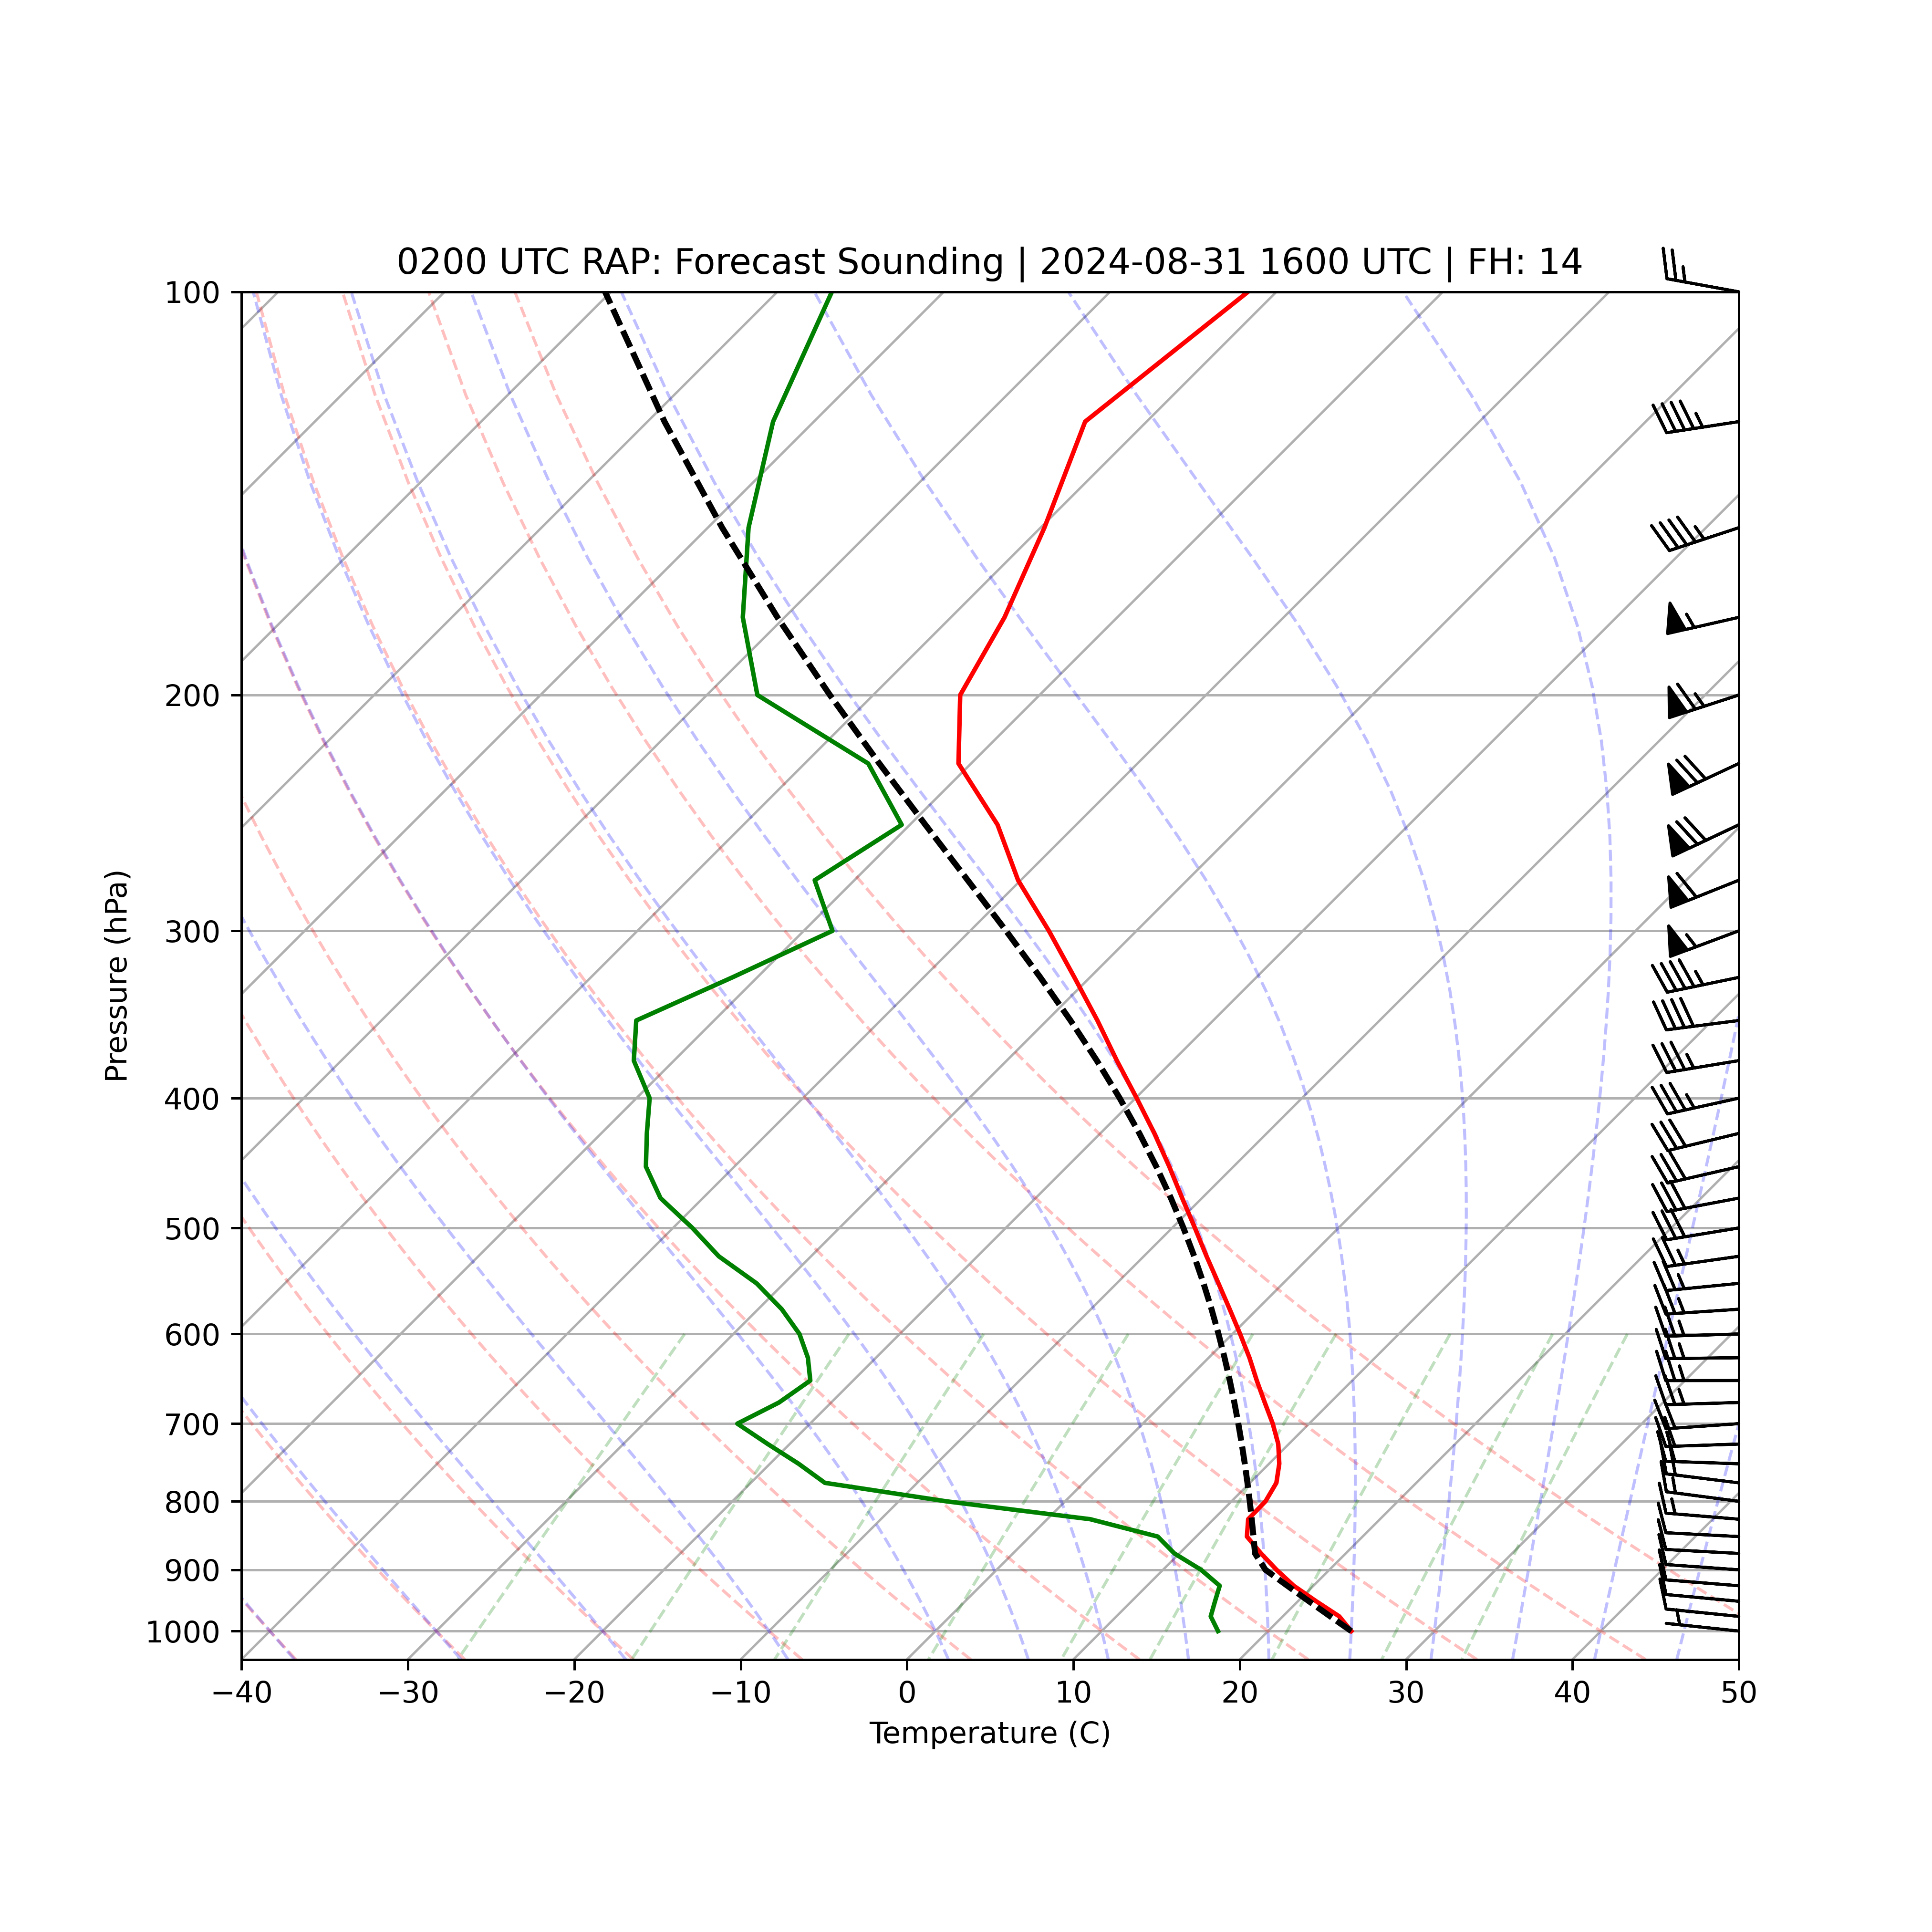 0200 UTC RAP: Forecast Sounding | 2024-08-31 1600 UTC | FH: 14
100
200
300
400
500
600
700
800
900
1000
Pressure (hPa)
−40 −30 −20 −10 0 10 20 30 40 50
Temperature (C)